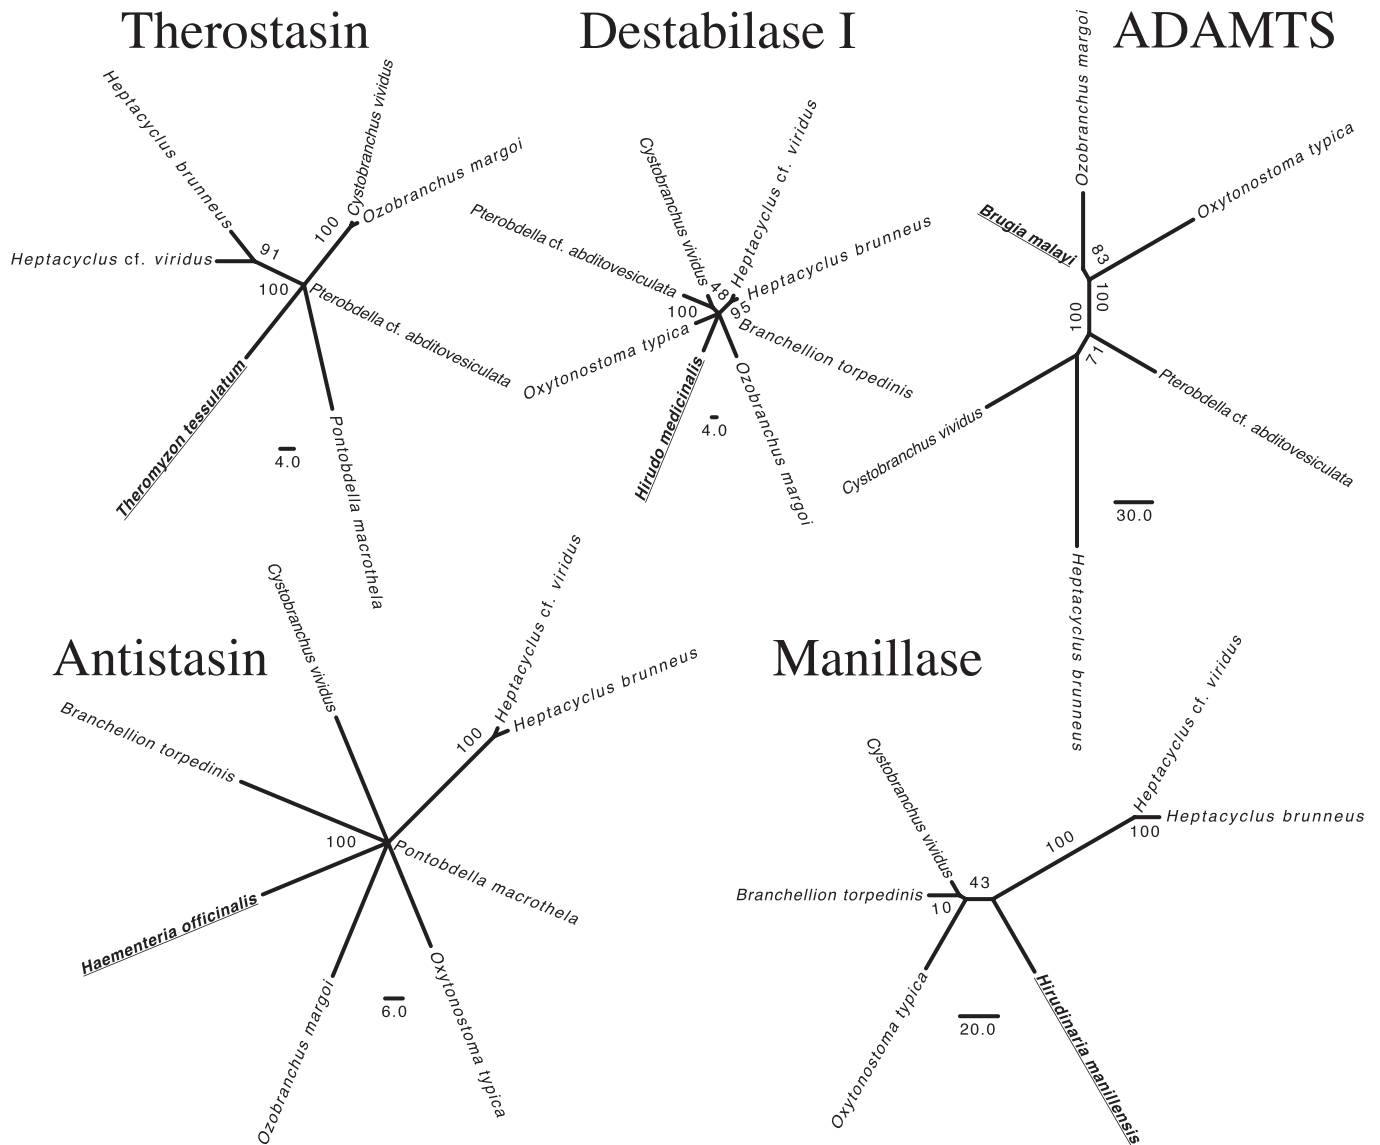 Therostasin
Heptacyclus brunneus
Cystobranchus vividus
Ozobranchus margoi
100
91
Heptacyclus cf. viridus
100
Pterobdella cf. abditovesiculata
Theromyzon tessulatum
Pontobdella macrothela
4.0
Destabilase I
Cystobranchus vividus
Heptacyclus cf. viridus
Pterobdella cf. abditovesiculata
Heptacyclus brunneus
48
95
100
Oxytonostoma typica
Branchellion torpedinis
Hirudo medicinalis
Ozobranchus margoi
4.0
ADAMTS
Ozobranchus margoi
Oxytonostoma typica
Brugia malayi
83
100
100
71
Pterobdella cf. abditovesiculata
Cystobranchus vividus
30.0
Heptacyclus brunneus
Antistasin
Cystobranchus vividus
Heptacyclus cf. viridus
Heptacyclus brunneus
Branchellion torpedinis
100
100
Pontobdella macrothela
Haementeria officinalis
Oxytonostoma typica
Ozobranchus margoi
6.0
Manillase
Heptacyclus cf. viridus
Cystobranchus vividus
Heptacyclus brunneus
100
100
43
Branchellion torpedinis
10
Oxytonostoma typica
Hirudinaria manillensis
20.0